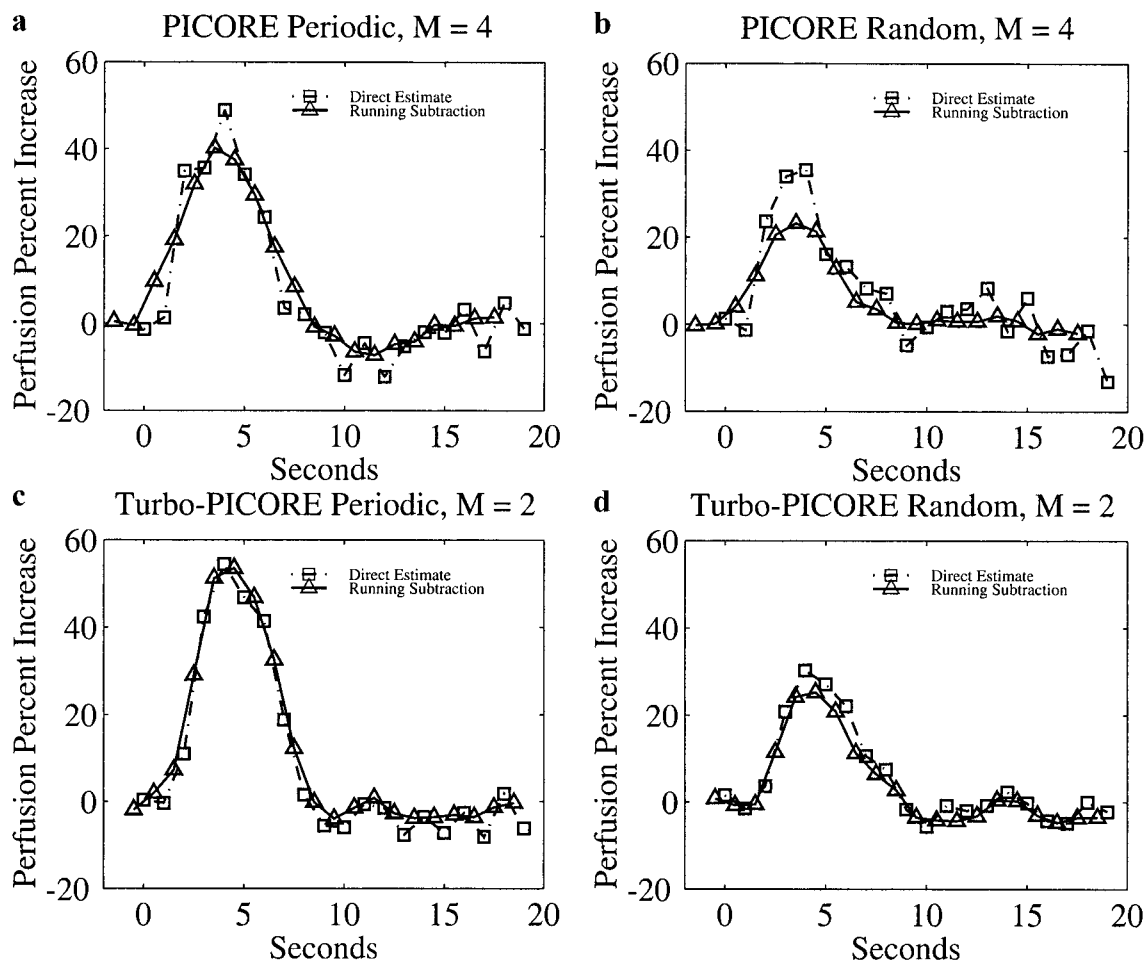 a
PICORE Periodic, M = 4
Perfusion Percent Increase
60
40
20
0
-20
Direct Estimate
Running Subtraction
0 5 10 15 20
Seconds
b
PICORE Random, M = 4
Perfusion Percent Increase
60
40
20
0
-20
Direct Estimate
Running Subtraction
0 5 10 15 20
Seconds
c
Turbo-PICORE Periodic, M = 2
Perfusion Percent Increase
60
40
20
0
-20
Direct Estimate
Running Subtraction
0 5 10 15 20
Seconds
d
Turbo-PICORE Random, M = 2
Perfusion Percent Increase
60
40
20
0
-20
Direct Estimate
Running Subtraction
0 5 10 15 20
Seconds